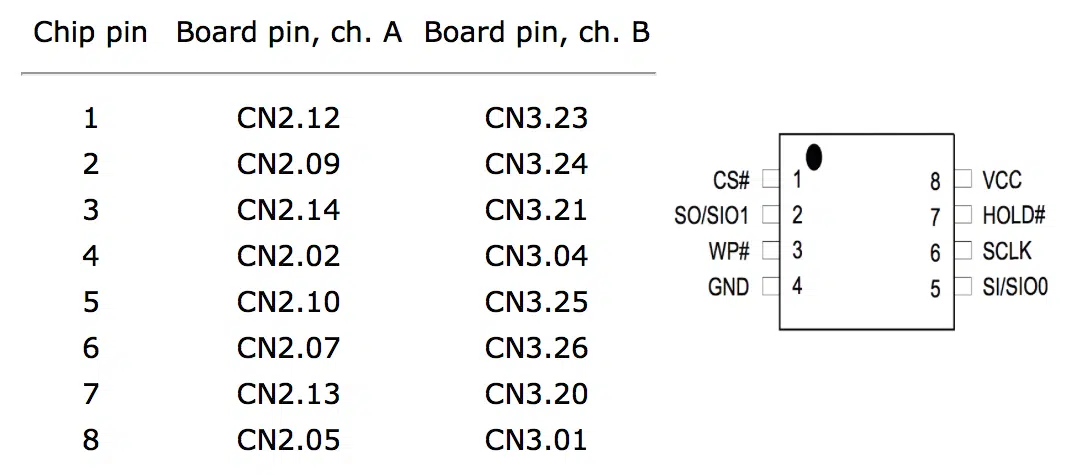 Chip pin Board pin, ch. A Board pin, ch. B
1 CN2.12 CN3.23
2 CN2.09 CN3.24
3 CN2.14 CN3.21
4 CN2.02 CN3.04
5 CN2.10 CN3.25
6 CN2.07 CN3.26
7 CN2.13 CN3.20
8 CN2.05 CN3.01
CS# 1 8 VCC
SO/SIO1 2 7 HOLD#
WP# 3 6 SCLK
GND 4 5 SI/SIO0